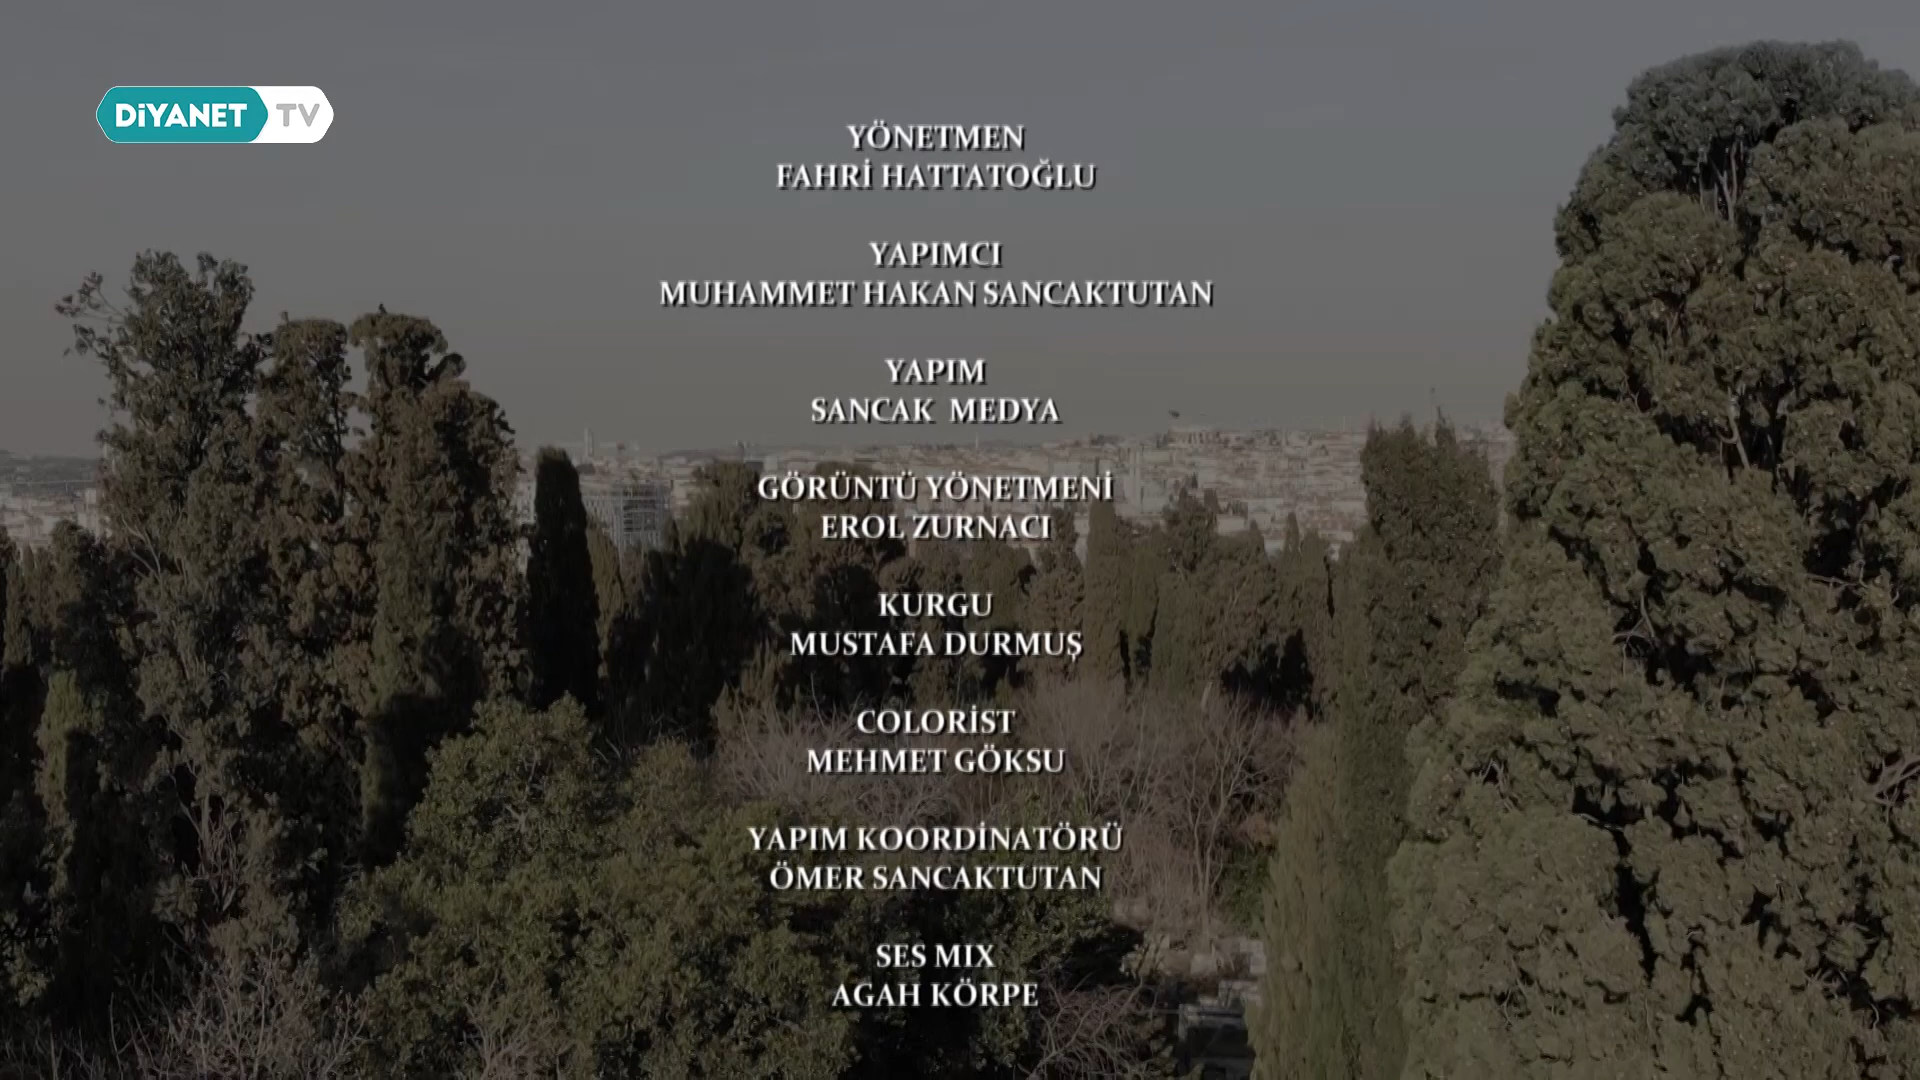 DİYANET TV
YÖNETMEN
FAHRİ HATTATOĞLU
YAPIMCI
MUHAMMET HAKAN SANCAKTUTAN
YAPIM
SANCAK MEDYA
GÖRÜNTÜ YÖNETMENİ
EROL ZURNACI
KURGU
MUSTAFA DURMUŞ
COLORİST
MEHMET GÖKSU
YAPIM KOORDİNATÖRÜ
ÖMER SANCAKTUTAN
SES MIX
AGAH KÖRPE